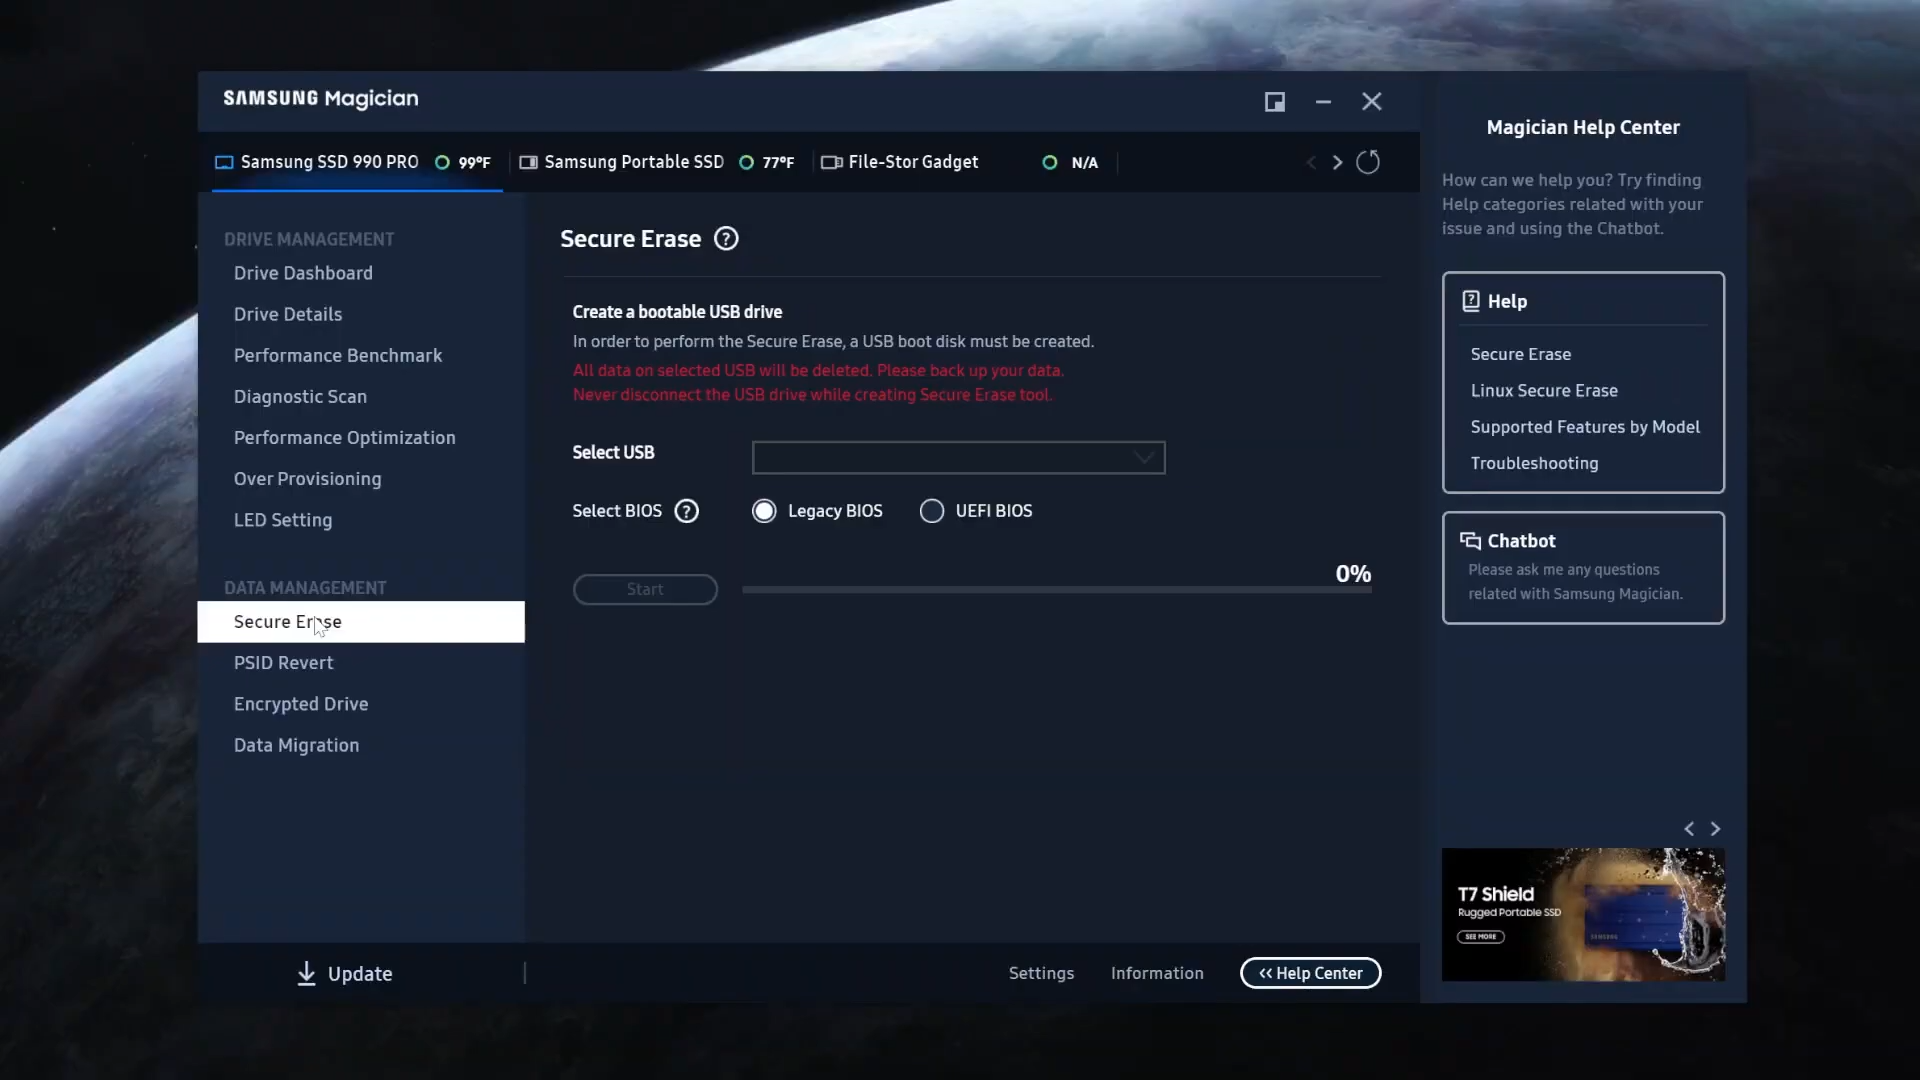 SAMSUNG Magician
Samsung SSD 990 PRO 99°F Samsung Portable SSD 77°F File-Stor Gadget N/A
DRIVE MANAGEMENT
Drive Dashboard
Drive Details
Performance Benchmark
Diagnostic Scan
Performance Optimization
Over Provisioning
LED Setting
DATA MANAGEMENT
Secure Erase
PSID Revert
Encrypted Drive
Data Migration
Update
Secure Erase ?
Create a bootable USB drive
In order to perform the Secure Erase, a USB boot disk must be created.
All data on selected USB will be deleted. Please back up your data.
Never disconnect the USB drive while creating Secure Erase tool.
Select USB
Select BIOS ? Legacy BIOS UEFI BIOS
0%
Start
Settings Information << Help Center
Magician Help Center
How can we help you? Try finding
Help categories related with your
issue and using the Chatbot.
? Help
Secure Erase
Linux Secure Erase
Supported Features by Model
Troubleshooting
Chatbot
Please ask me any questions
related with Samsung Magician.
< >
T7 Shield
Rugged Portable SSD
SEE MORE
SAMSUNG